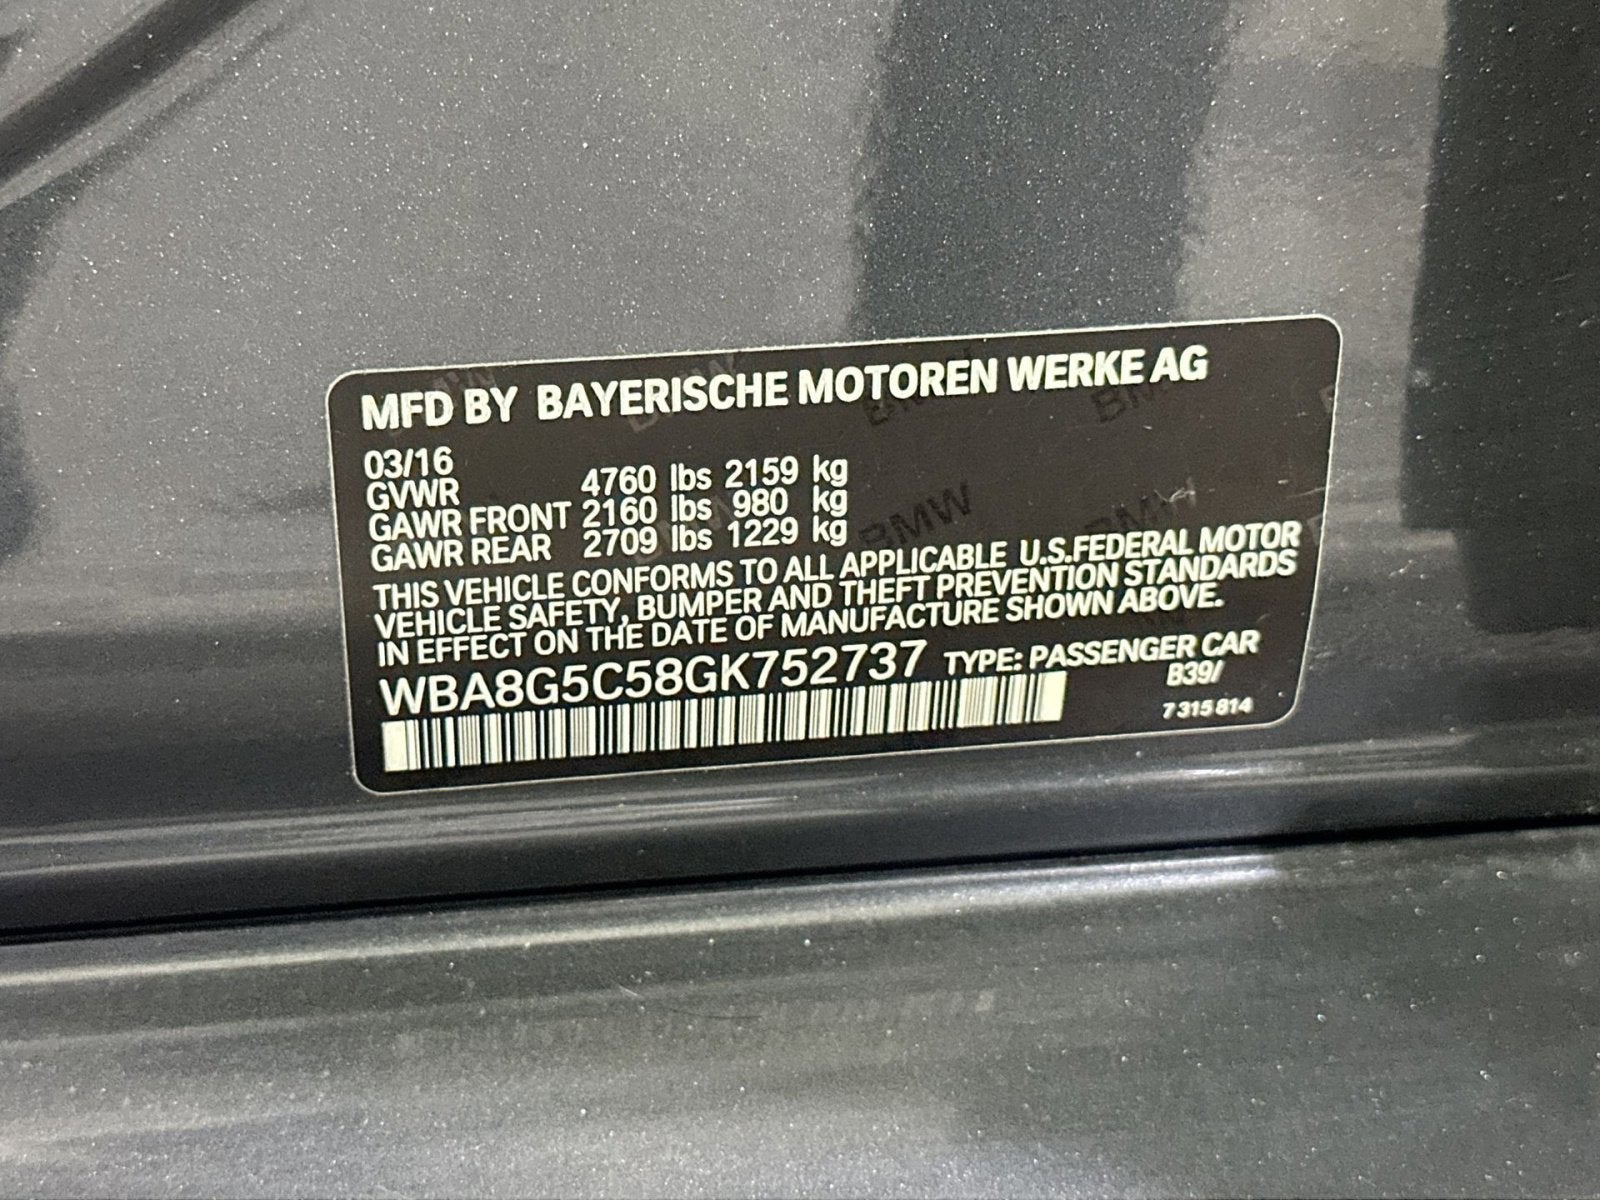 MFD BY BAYERISCHE MOTOREN WERKE AG
03/16
GVWR 4760 lbs 2159 kg
GAWR FRONT 2160 lbs 980 kg
GAWR REAR 2709 lbs 1229 kg
THIS VEHICLE CONFORMS TO ALL APPLICABLE U.S.FEDERAL MOTOR
VEHICLE SAFETY, BUMPER AND THEFT PREVENTION STANDARDS
IN EFFECT ON THE DATE OF MANUFACTURE SHOWN ABOVE.
WBA8G5C58GK752737 TYPE: PASSENGER CAR
B39/
7 315 814